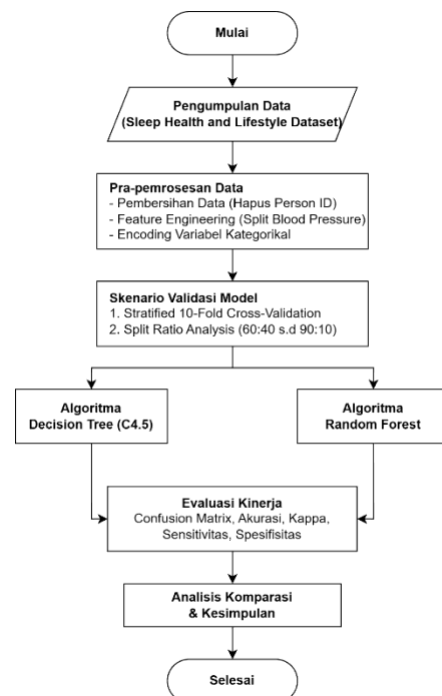 Mulai
Pengumpulan Data
(Sleep Health and Lifestyle Dataset)
Pra-pemrosesan Data
- Pembersihan Data (Hapus Person ID)
- Feature Engineering (Split Blood Pressure)
- Encoding Variabel Kategorikal
Skenario Validasi Model
1. Stratified 10-Fold Cross-Validation
2. Split Ratio Analysis (60:40 s.d 90:10)
Algoritma
Decision Tree (C4.5)
Algoritma
Random Forest
Evaluasi Kinerja
Confusion Matrix, Akurasi, Kappa,
Sensitivitas, Spesifisitas
Analisis Komparasi
& Kesimpulan
Selesai